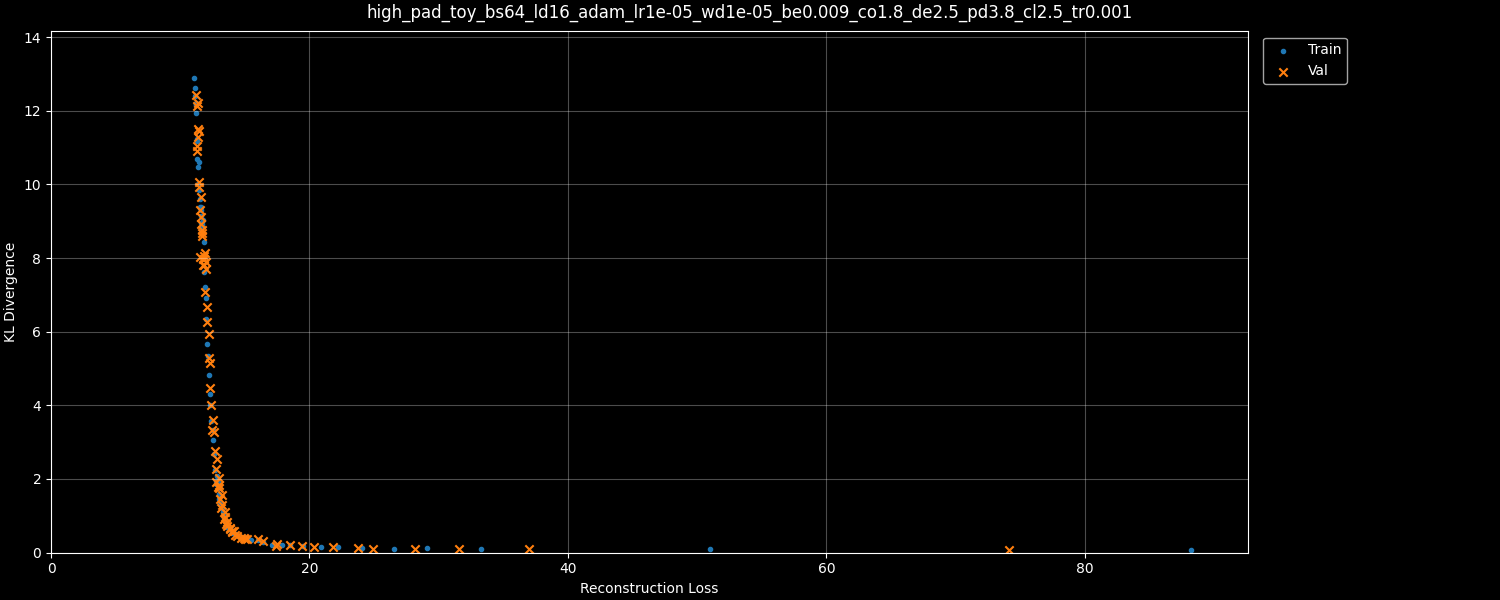 high_pad_toy_bs64_ld16_adam_lr1e-05_wd1e-05_be0.009_co1.8_de2.5_pd3.8_cl2.5_tr0.001
Train
Val
14
12
10
8
6
4
2
0
KL Divergence
0
20
40
60
80
Reconstruction Loss